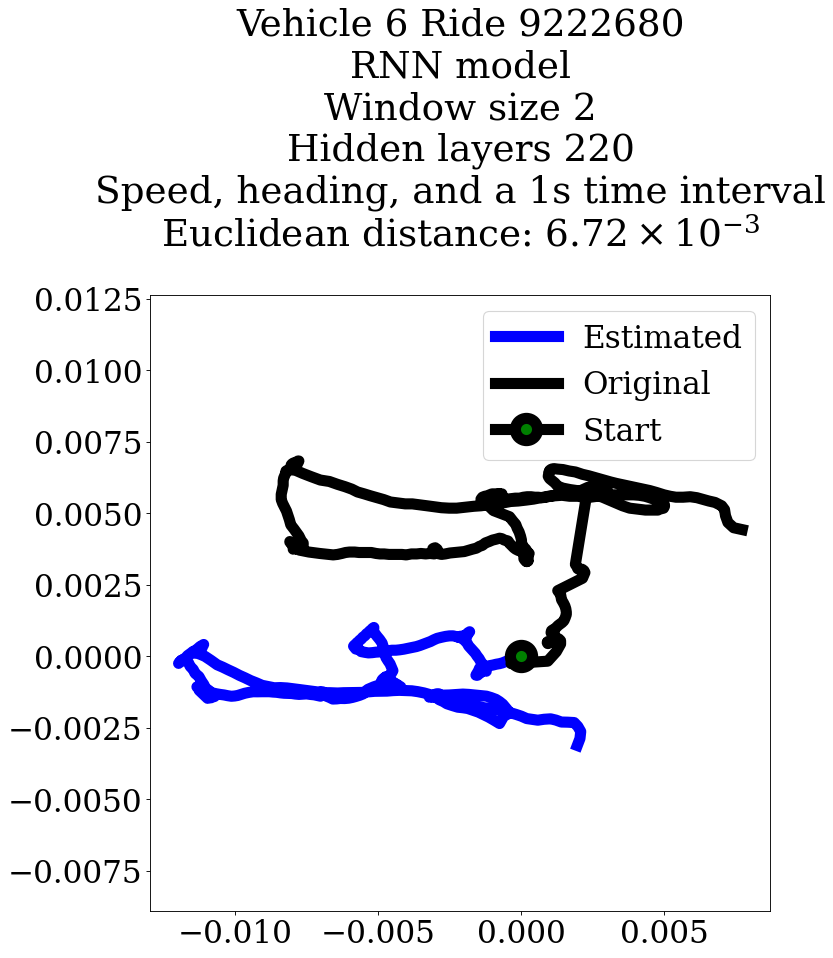 Vehicle 6 Ride 9222680
RNN model
Window size 2
Hidden layers 220
Speed, heading, and a 1s time interval
Euclidean distance: 6.72 × 10⁻³
0.0125
0.0100
0.0075
0.0050
0.0025
0.0000
−0.0025
−0.0050
−0.0075
Estimated
Original
Start
−0.010 −0.005 0.000 0.005